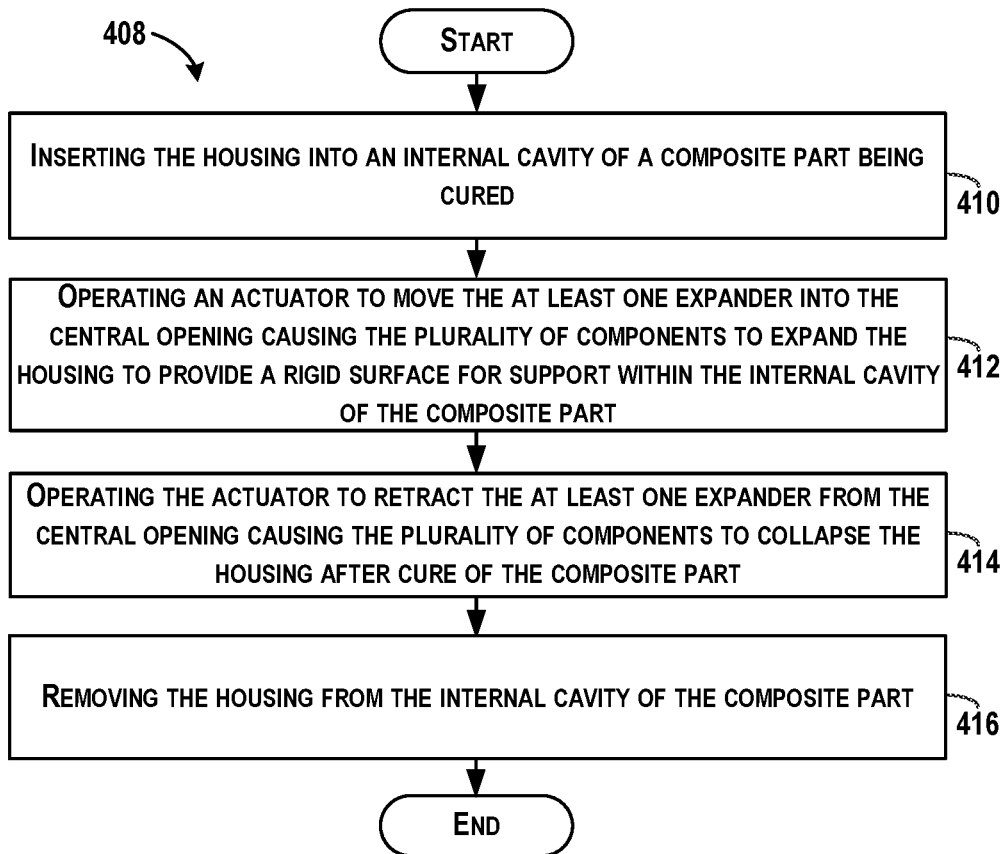 408
START
INSERTING THE HOUSING INTO AN INTERNAL CAVITY OF A COMPOSITE PART BEING
CURED
410
OPERATING AN ACTUATOR TO MOVE THE AT LEAST ONE EXPANDER INTO THE
CENTRAL OPENING CAUSING THE PLURALITY OF COMPONENTS TO EXPAND THE
HOUSING TO PROVIDE A RIGID SURFACE FOR SUPPORT WITHIN THE INTERNAL CAVITY
OF THE COMPOSITE PART
412
OPERATING THE ACTUATOR TO RETRACT THE AT LEAST ONE EXPANDER FROM THE
CENTRAL OPENING CAUSING THE PLURALITY OF COMPONENTS TO COLLAPSE THE
HOUSING AFTER CURE OF THE COMPOSITE PART
414
REMOVING THE HOUSING FROM THE INTERNAL CAVITY OF THE COMPOSITE PART
416
END